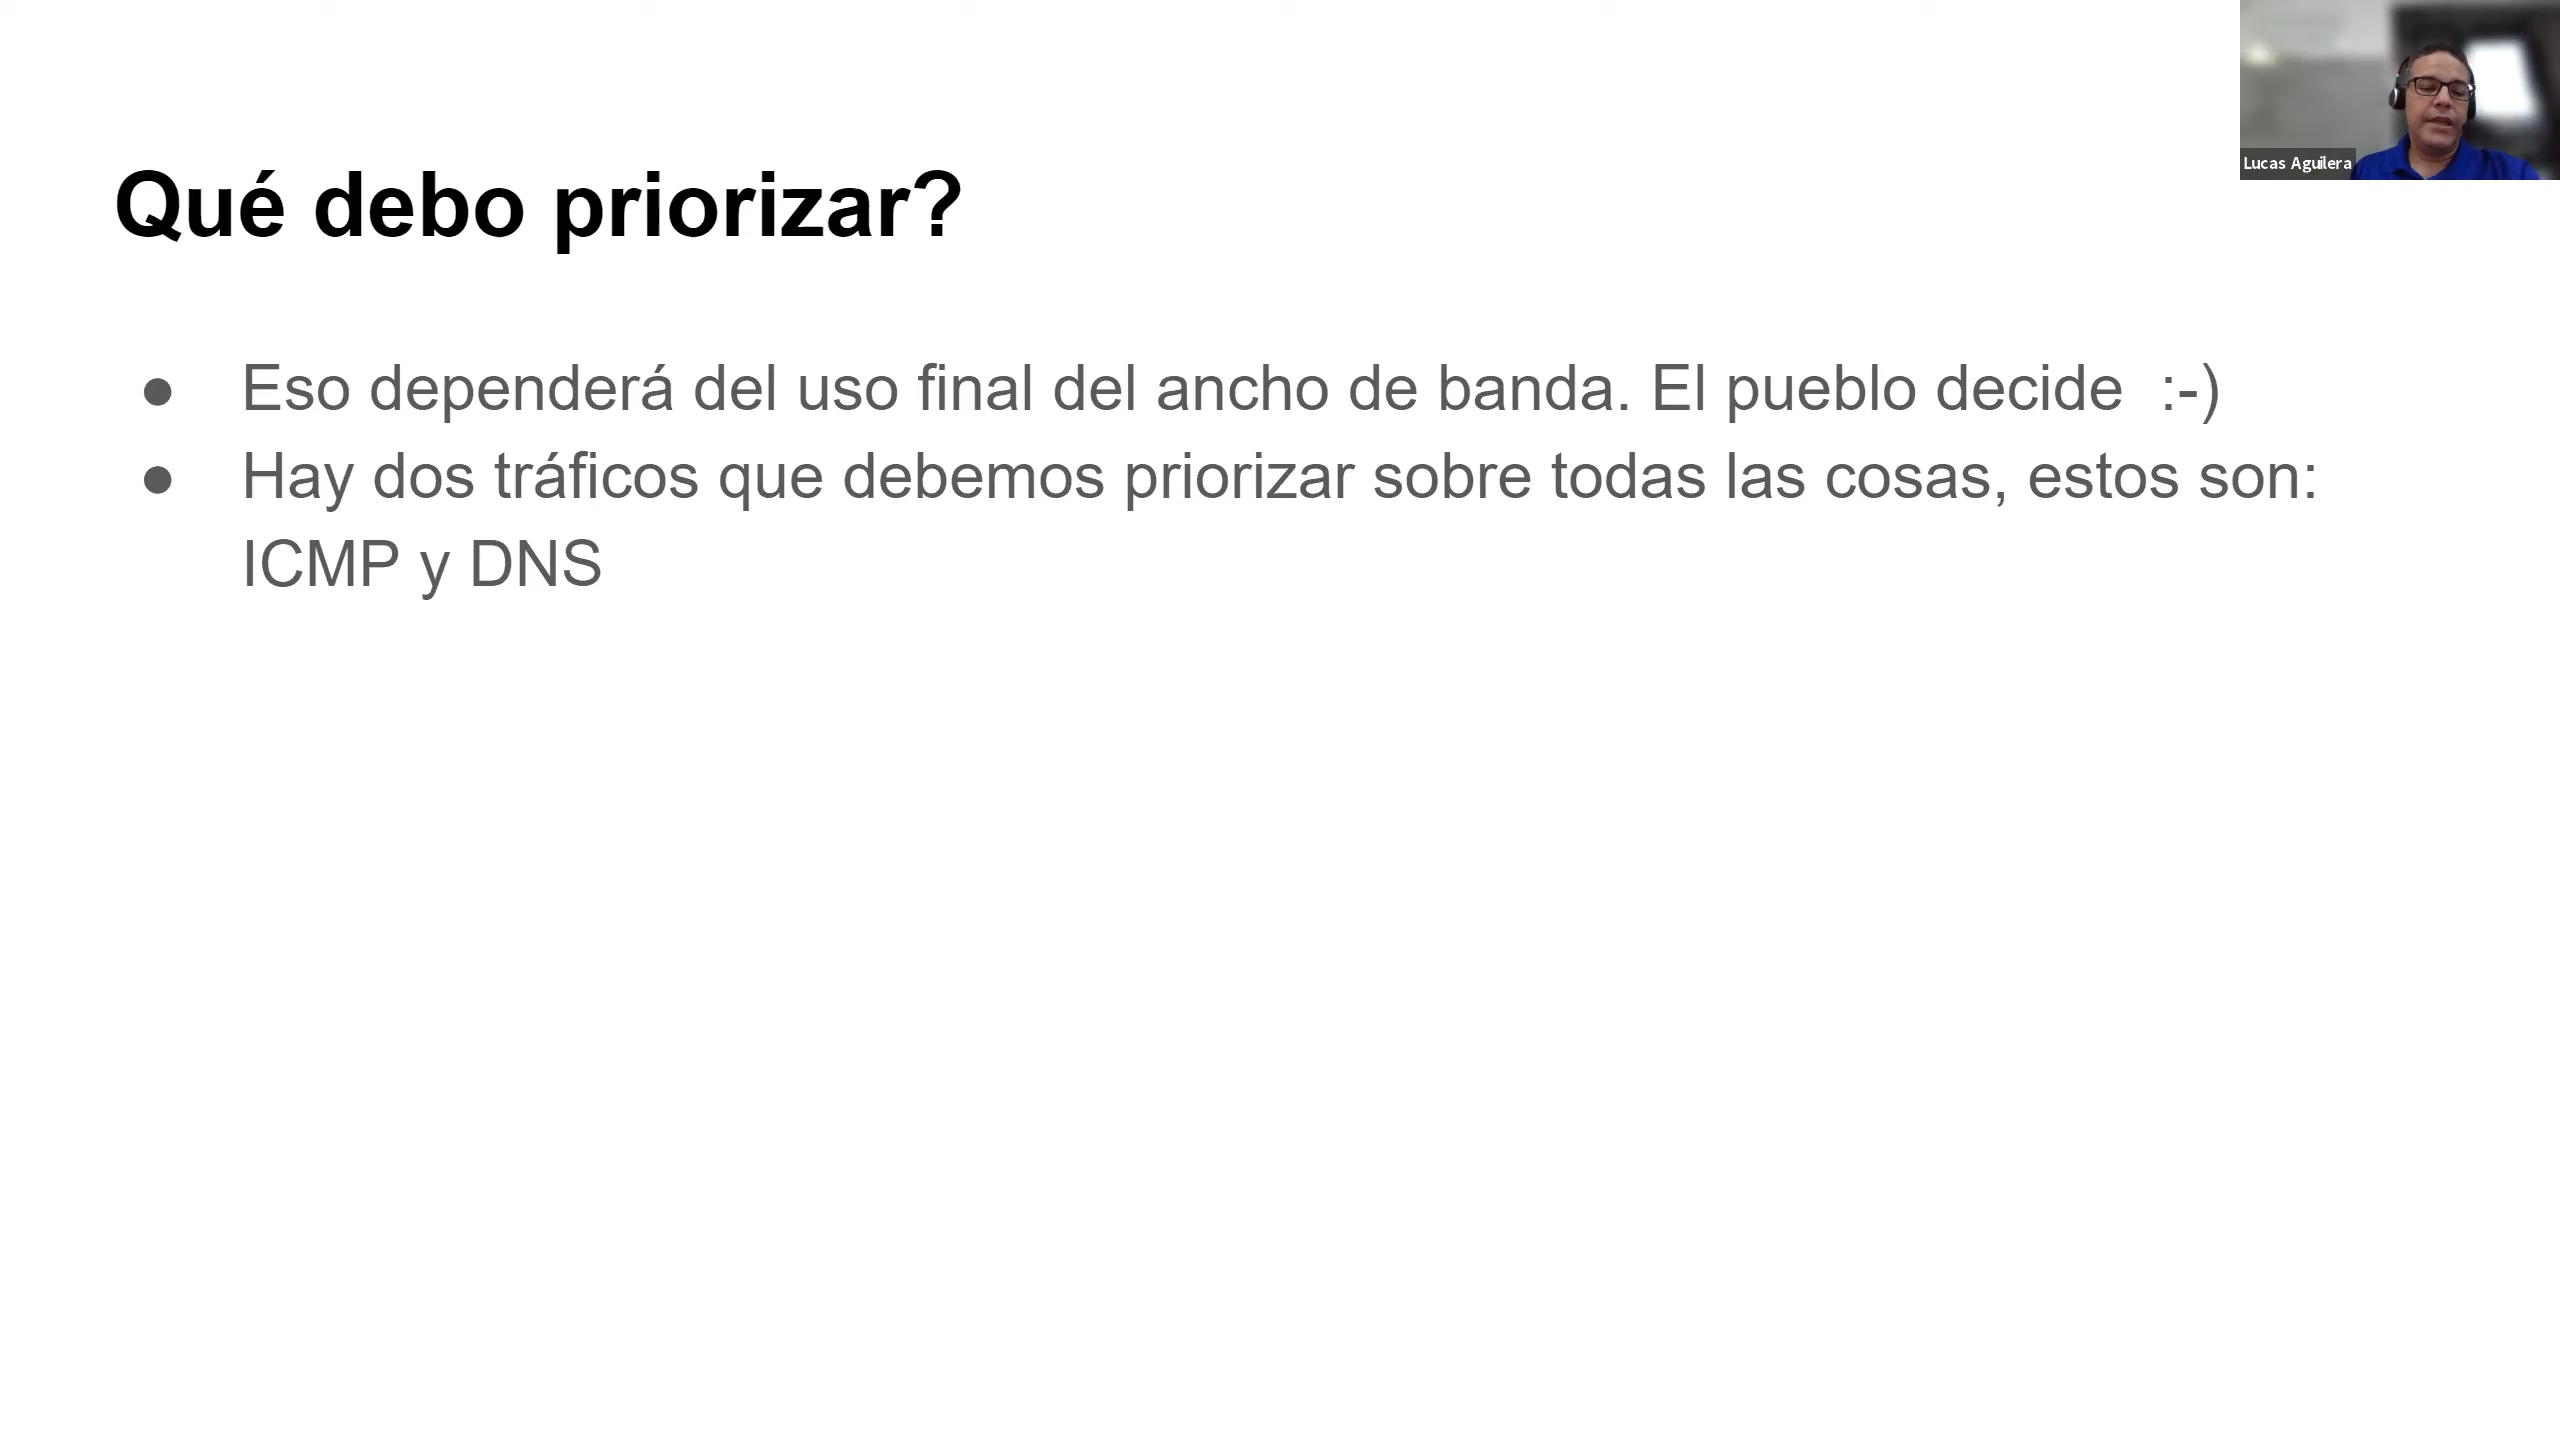 Lucas Aguilera
Qué debo priorizar?
● Eso dependerá del uso final del ancho de banda. El pueblo decide :-)
● Hay dos tráficos que debemos priorizar sobre todas las cosas, estos son:
ICMP y DNS